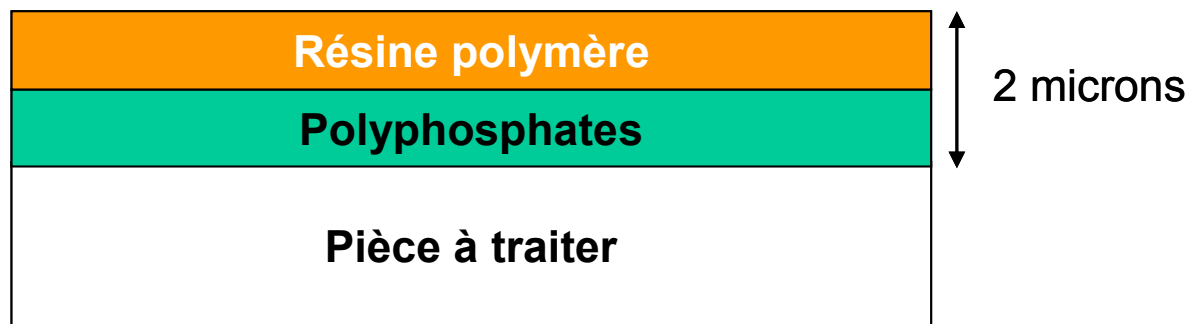 Résine polymère
2 microns
Polyphosphates
Pièce à traiter